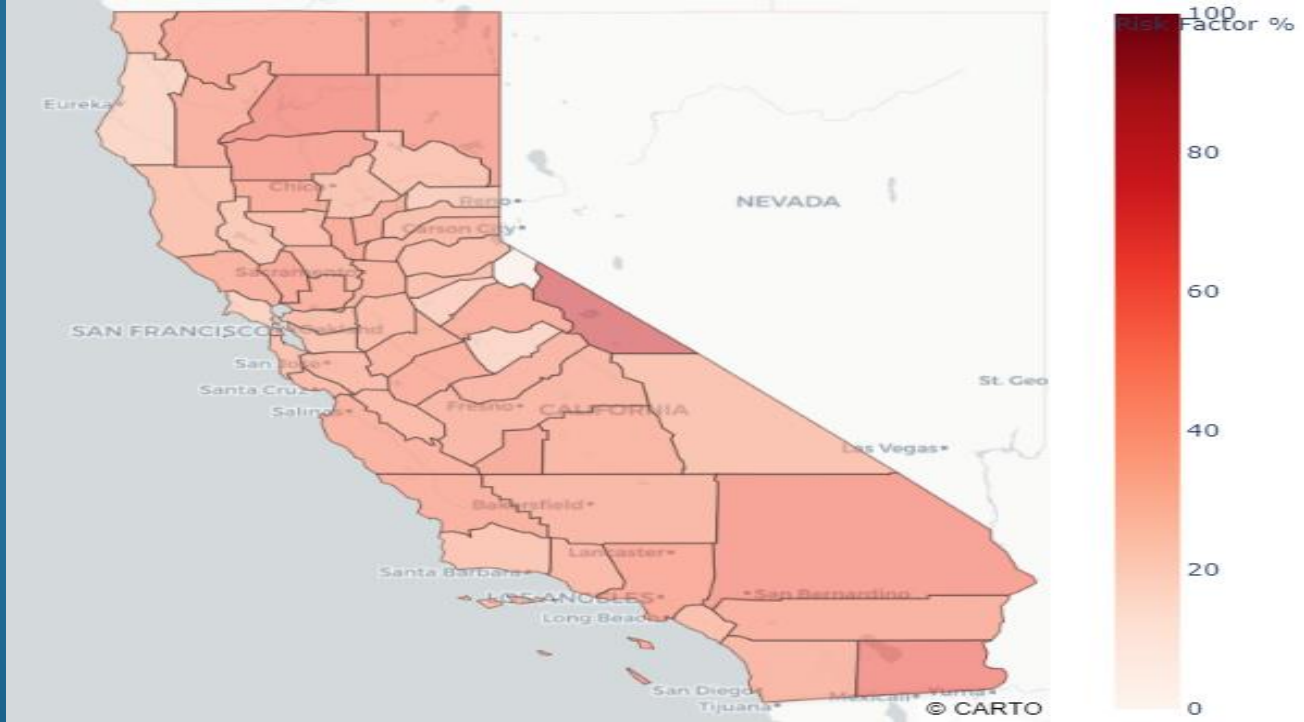 Eureka
Chico
Reno
Carson City
NEVADA
Sacramento
SAN FRANCISCO
Oakland
San Jose
Santa Cruz
Salinas
Fresno
CALIFORNIA
St. Geo
Las Vegas
Bakersfield
Lancaster
Santa Barbara
LOS ANGELES
San Bernardino
Long Beach
San Diego
Tijuana
Mexicali
Yuma
© CARTO
100
Risk Factor %
80
60
40
20
0